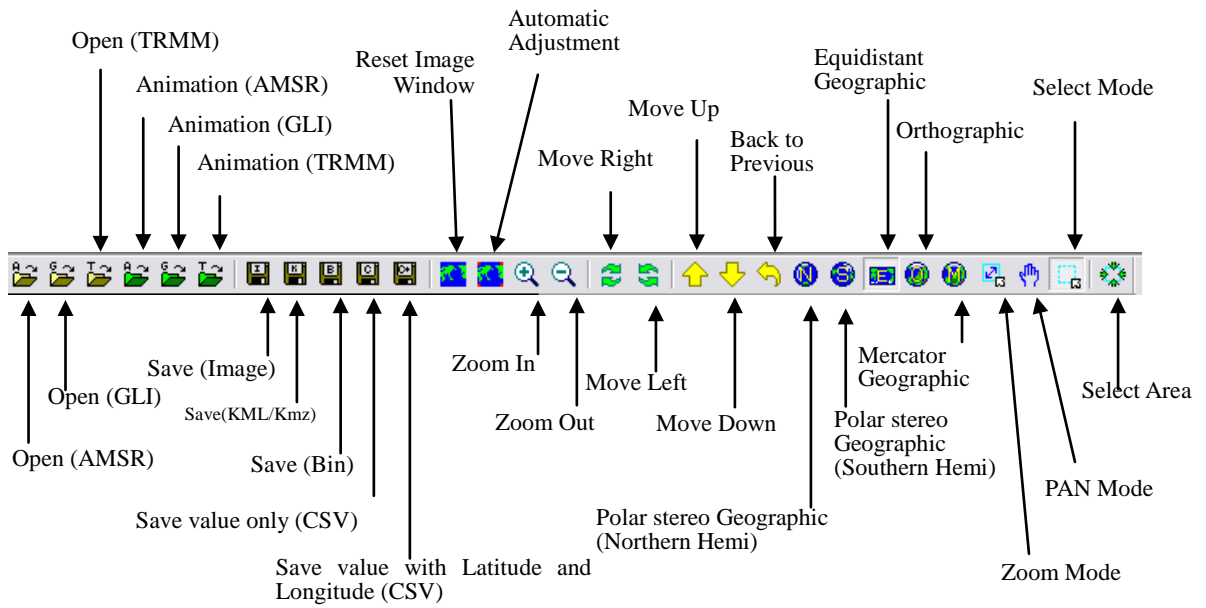 Open (TRMM)
Animation (AMSR)
Animation (GLI)
Animation (TRMM)
Reset Image
Window
Automatic
Adjustment
Move Right
Move Up
Back to
Previous
Equidistant
Geographic
Orthographic
Select Mode
A G T A G T I K B C C+ N S E O M
Open (AMSR)
Open (GLI)
Save (Image)
Save(KML/Kmz)
Save (Bin)
Save value only (CSV)
Save value with Latitude and
Longitude (CSV)
Zoom In
Zoom Out
Move Left
Move Down
Polar stereo Geographic
(Northern Hemi)
Polar stereo
Geographic
(Southern Hemi)
Mercator
Geographic
Zoom Mode
PAN Mode
Select Area